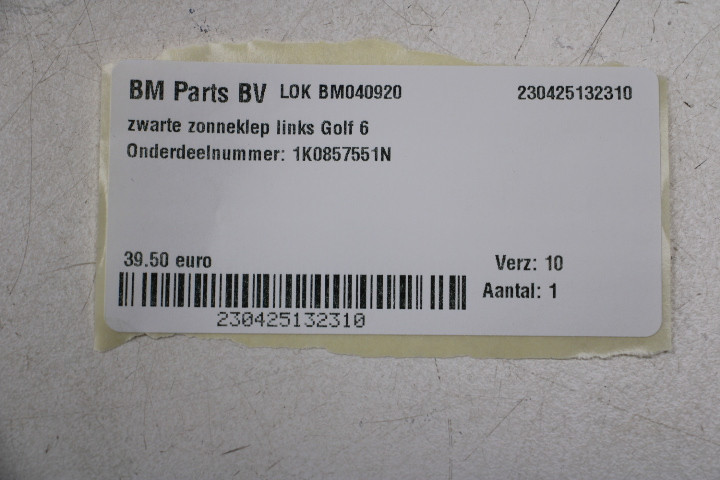 BM Parts BV LOK BM040920 230425132310
zwarte zonneklep links Golf 6
Onderdeelnummer: 1K0857551N
39.50 euro Verz: 10
Aantal: 1
230425132310